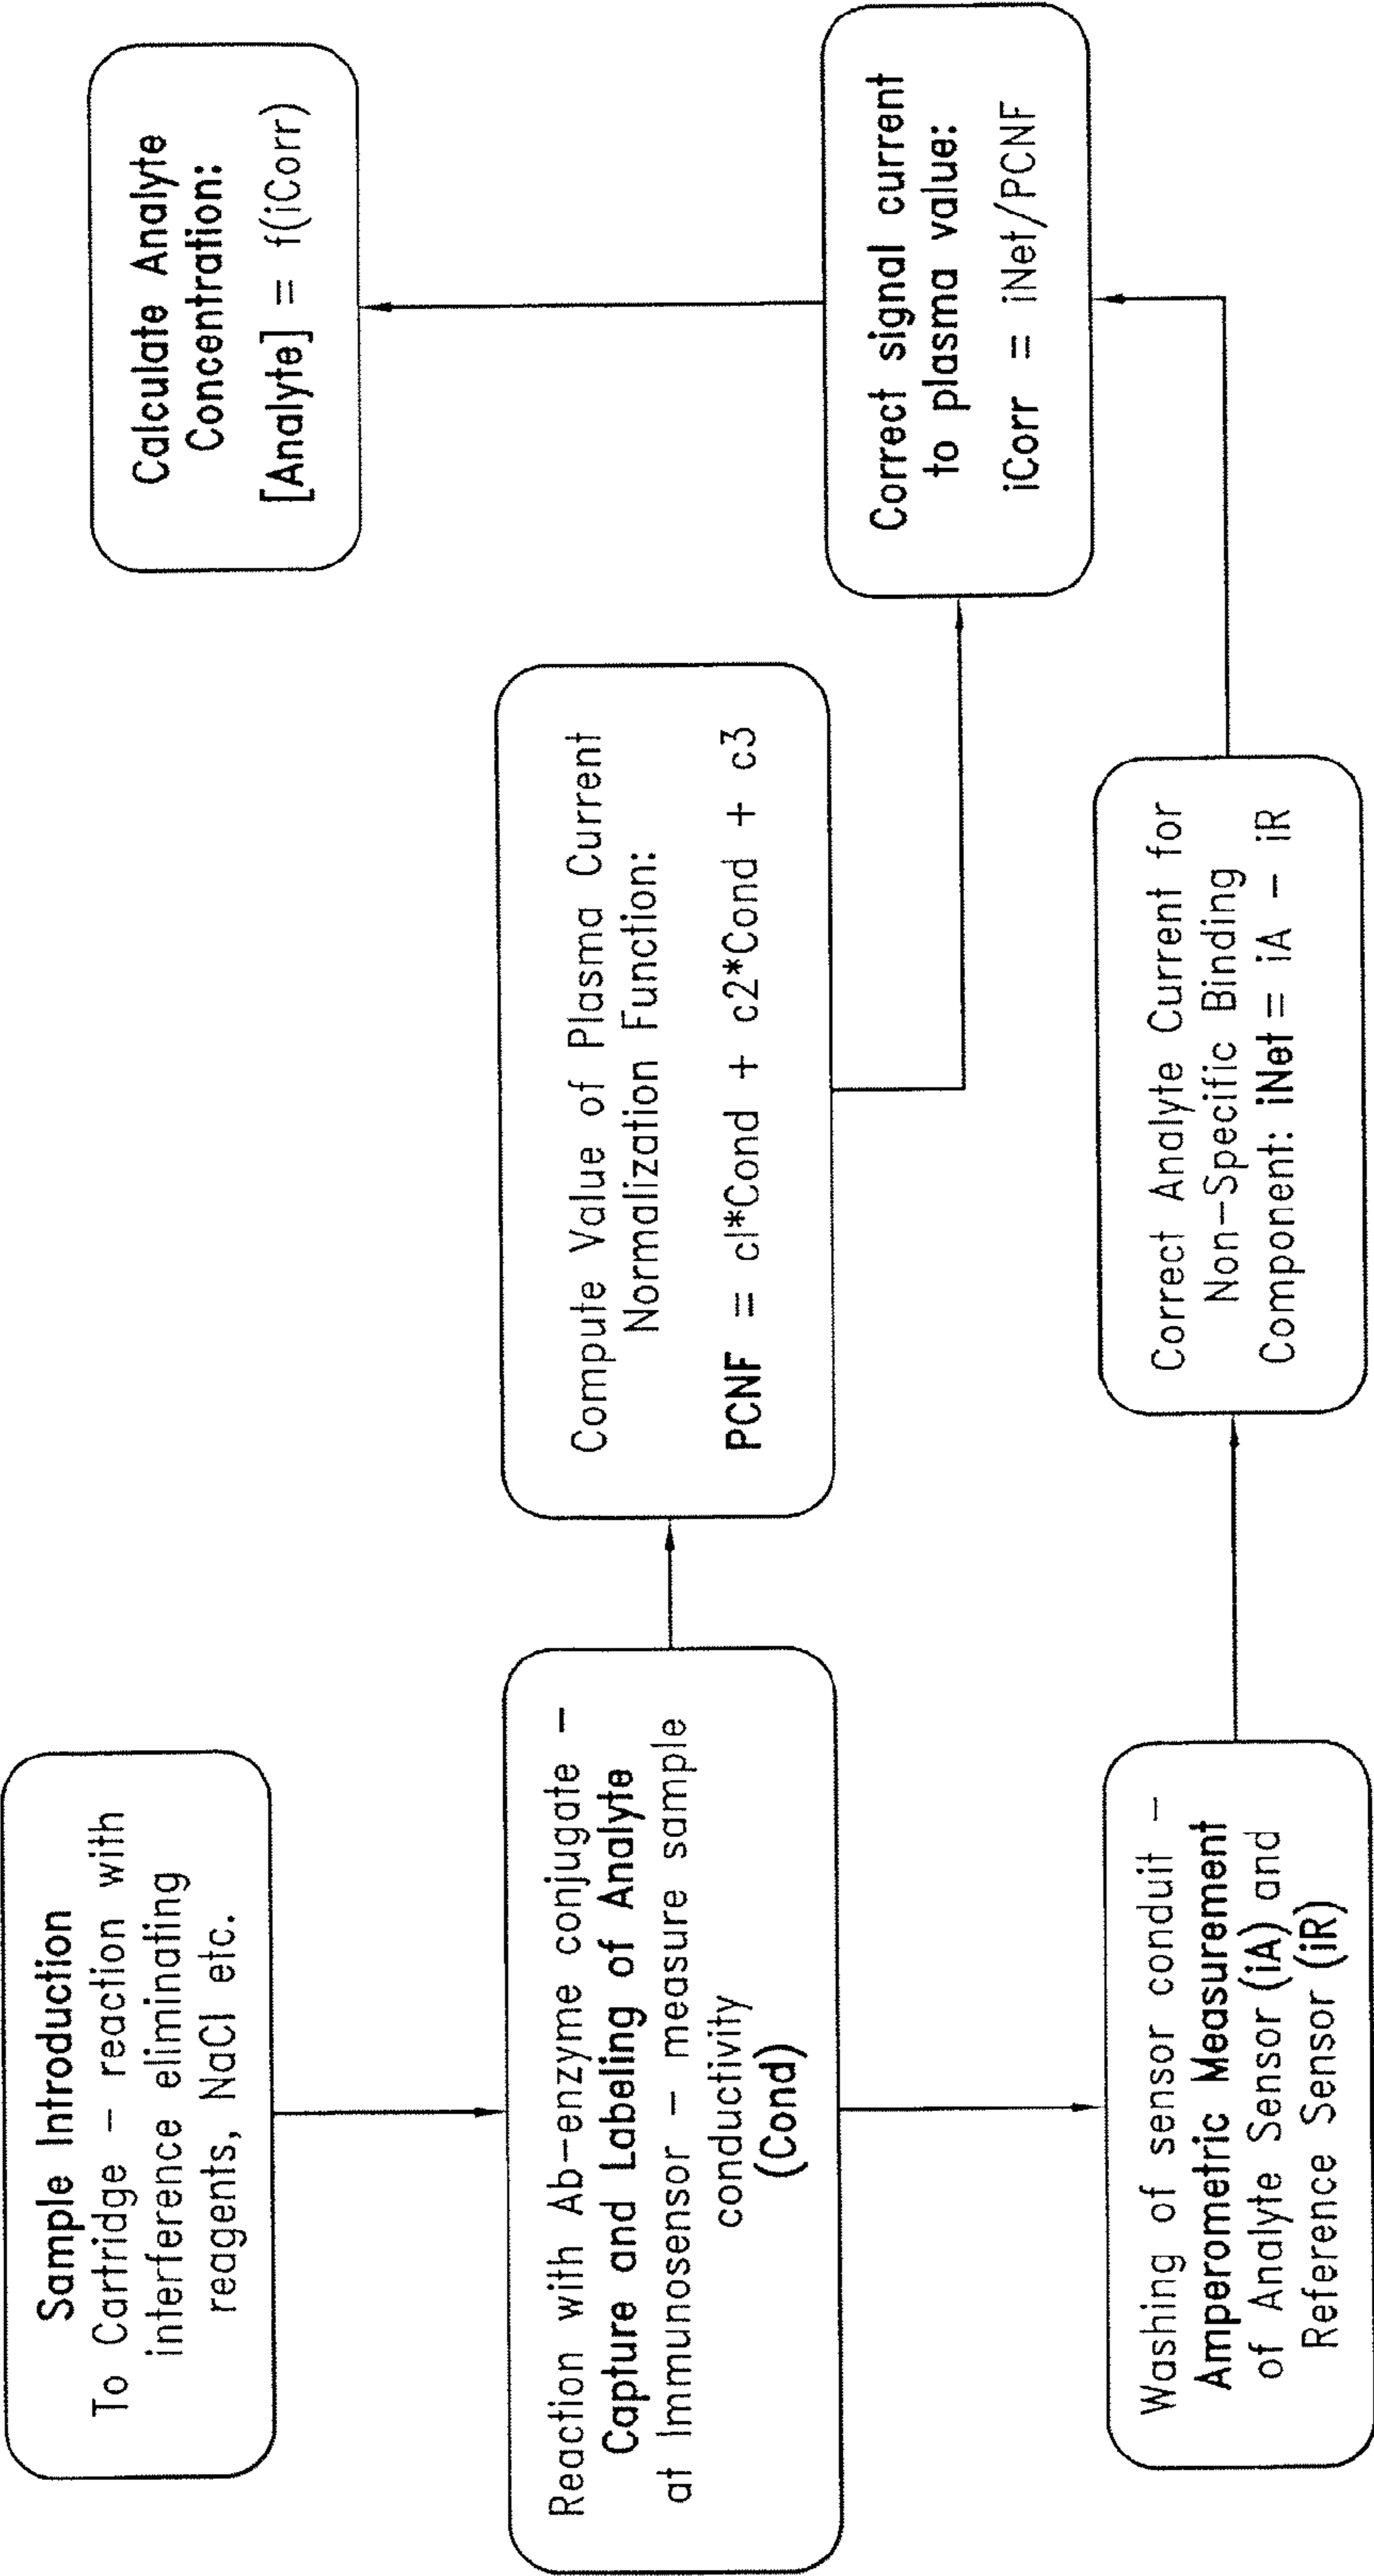 Sample Introduction
To Cartridge – reaction with
interference eliminating
reagents, NaCl etc.
Reaction with Ab–enzyme conjugate –
Capture and Labeling of Analyte
at Immunosensor – measure sample
conductivity
(Cond)
Washing of sensor conduit –
Amperometric Measurement
of Analyte Sensor (iA) and
Reference Sensor (iR)
Compute Value of Plasma Current
Normalization Function:
PCNF = cl*Cond + c2*Cond + c3
Correct Analyte Current for
Non–Specific Binding
Component: iNet = iA – iR
Correct signal current
to plasma value:
iCorr = iNet/PCNF
Calculate Analyte
Concentration:
[Analyte] = f(iCorr)